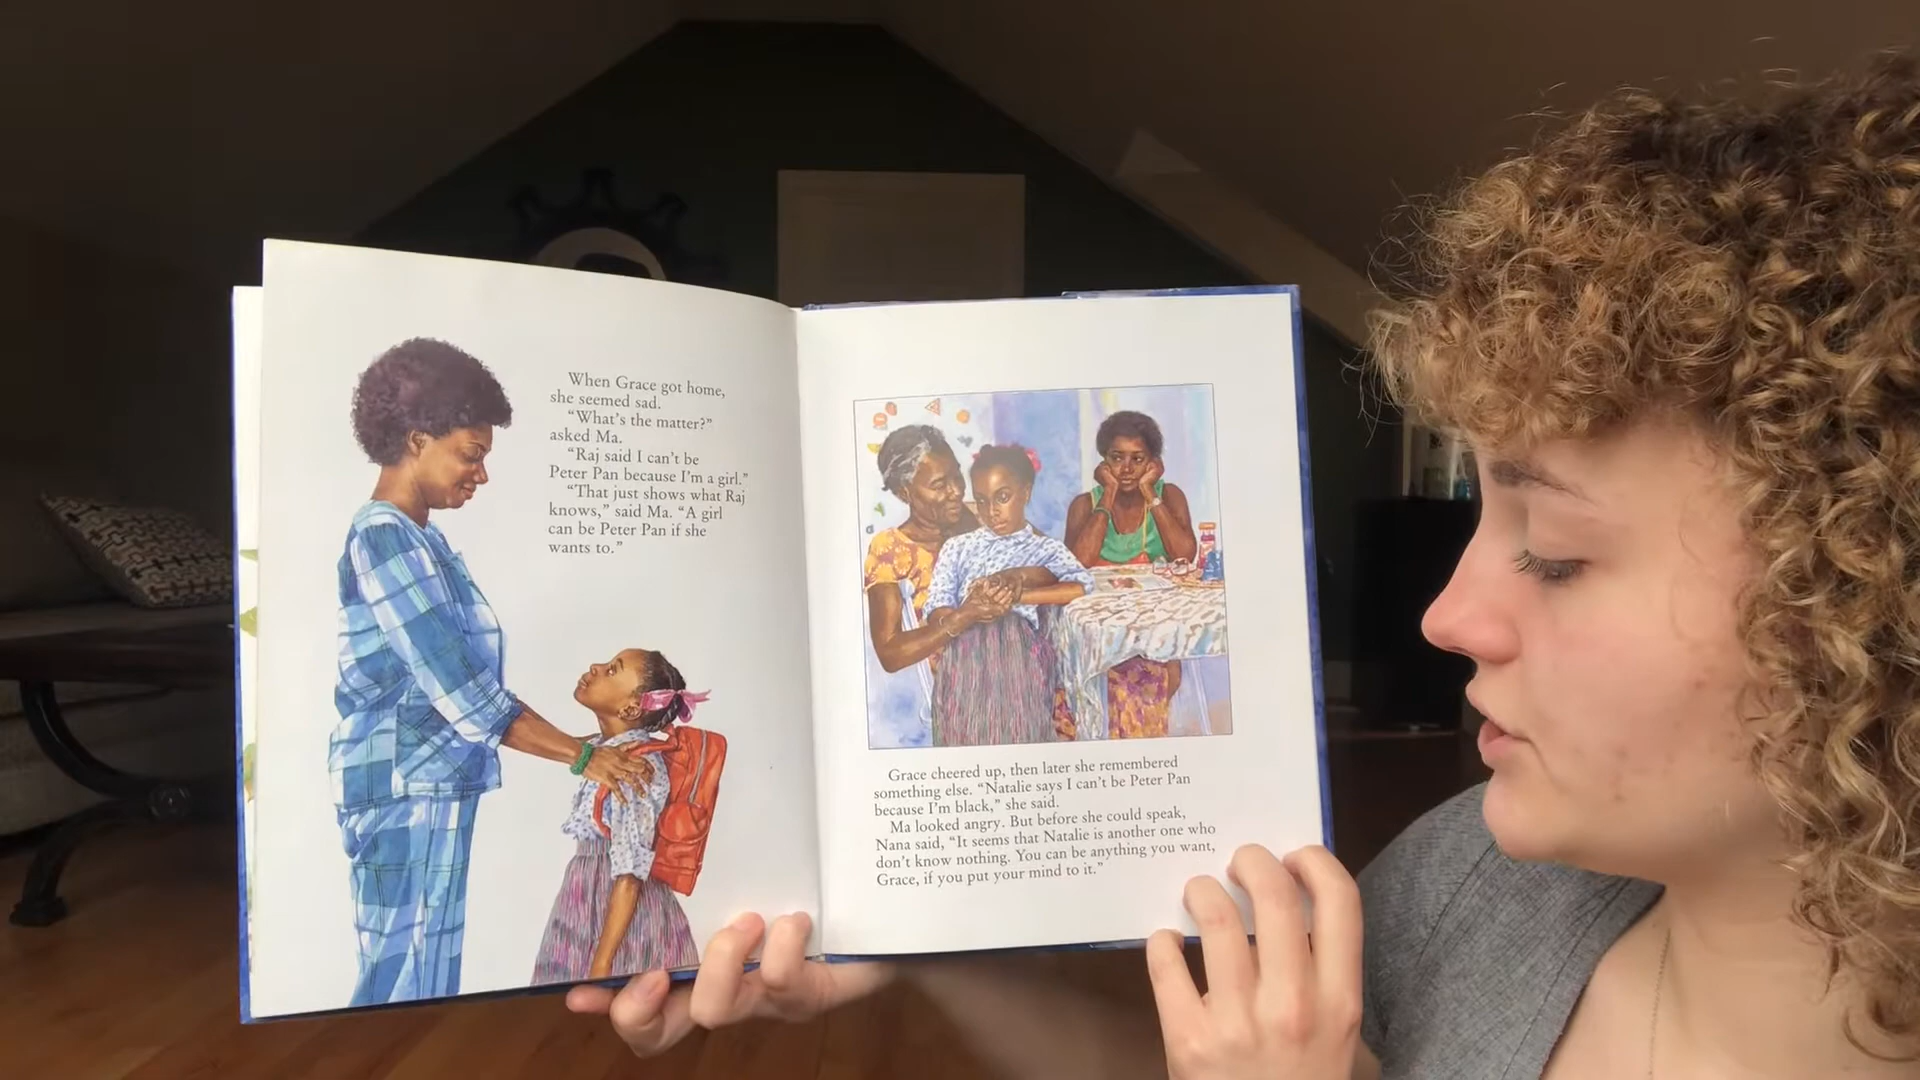 When Grace got home,
she seemed sad.
“What’s the matter?”
asked Ma.
“Raj said I can’t be
Peter Pan because I’m a girl.”
“That just shows what Raj
knows,” said Ma. “A girl
can be Peter Pan if she
wants to.”
Grace cheered up, then later she remembered
something else. “Natalie says I can’t be Peter Pan
because I’m black,” she said.
Ma looked angry. But before she could speak,
Nana said, “It seems that Natalie is another one who
don’t know nothing. You can be anything you want,
Grace, if you put your mind to it.”